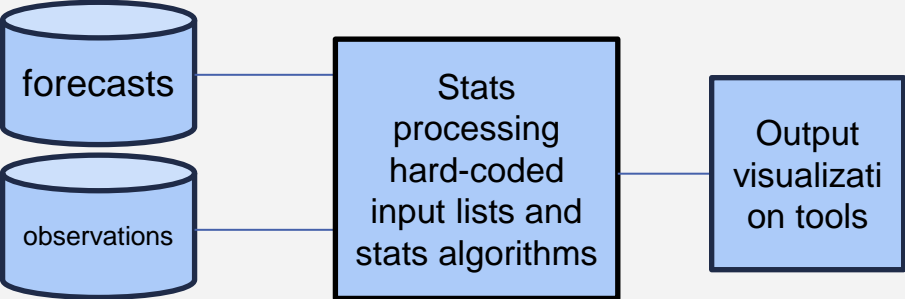 forecasts
observations
Stats
processing
hard-coded
input lists and
stats algorithms
Output
visualizati
on tools